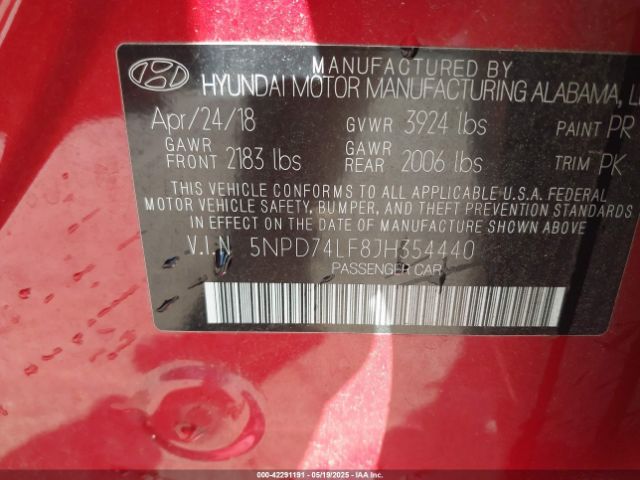 MANUFACTURED BY
HYUNDAI MOTOR MANUFACTURING ALABAMA,
Apr/24/18 GVWR 3924 lbs PAINT PR
GAWR FRONT 2183 lbs GAWR REAR 2006 lbs TRIM PK
THIS VEHICLE CONFORMS TO ALL APPLICABLE U.S.A. FEDERAL
MOTOR VEHICLE SAFETY, BUMPER, AND THEFT PREVENTION STANDARDS
IN EFFECT ON THE DATE OF MANUFACTURE SHOWN ABOVE.
V.I.N 5NPD74LF8JH354440
PASSENGER CAR
000-42291191 - 05/19/2025 - COPYRIGHT IAA, LLC.